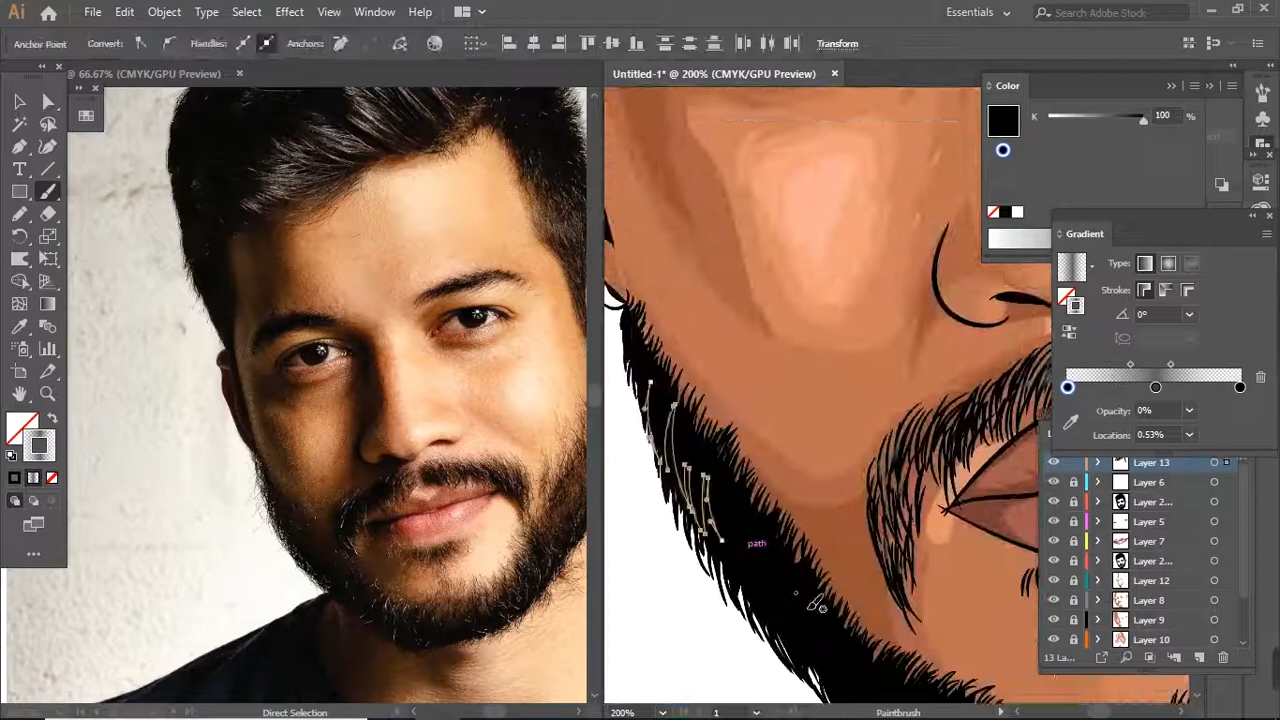 Ai File Edit Object Type Select Effect View Window Help Essentials Search Adobe Stock
Anchor Point Convert: Handles: Anchors: Transform
@ 66.67% (CMYK/GPU Preview) Untitled-1* @ 200% (CMYK/GPU Preview)
Color
K 100 %
Gradient
Type:
Stroke:
0°
Opacity: 0%
Location: 0.53%
Layer 13
Layer 6
Layer 2...
Layer 5
Layer 7
Layer 2...
Layer 12
Layer 8
Layer 9
Layer 10
13 La...
path
Direct Selection 200% 1 Paintbrush